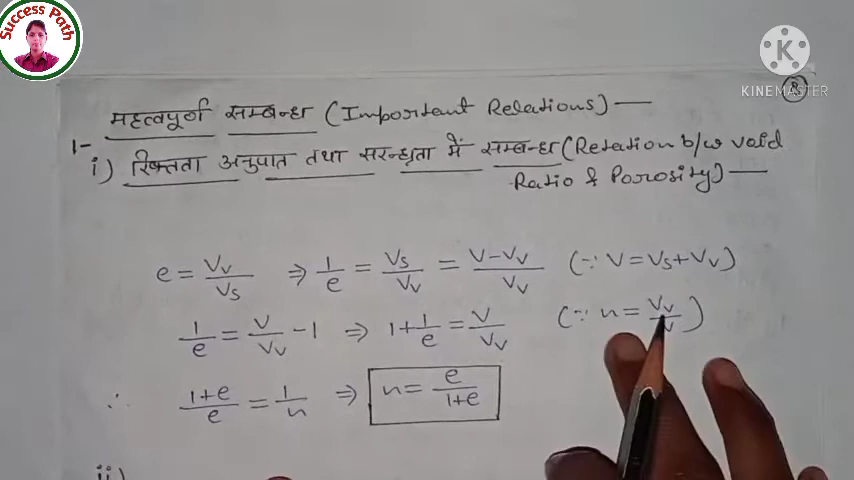 Success Path
KINEMASTER
8
महत्वपूर्ण सम्बन्ध (Important Relations) —
1- i) रिक्तता अनुपात तथा सरन्ध्रता में सम्बन्ध (Relation b/w void
Ratio & Porosity) —
e = Vv/Vs ⇒ 1/e = Vs/Vv = (V-Vv)/Vv (∵ V = Vs + Vv)
1/e = V/Vv - 1 ⇒ 1 + 1/e = V/Vv (∵ n = Vv/V)
∴ (1+e)/e = 1/n ⇒ n = e/(1+e)
ii)